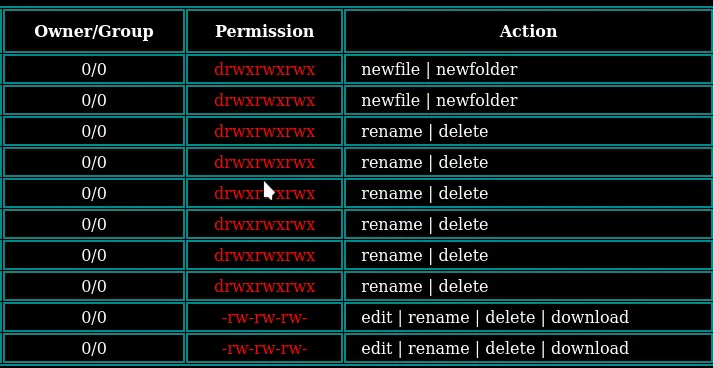 Owner/Group Permission Action
0/0 drwxrwxrwx newfile | newfolder
0/0 drwxrwxrwx newfile | newfolder
0/0 drwxrwxrwx rename | delete
0/0 drwxrwxrwx rename | delete
0/0 drwxrwxrwx rename | delete
0/0 drwxrwxrwx rename | delete
0/0 drwxrwxrwx rename | delete
0/0 drwxrwxrwx rename | delete
0/0 -rw-rw-rw- edit | rename | delete | download
0/0 -rw-rw-rw- edit | rename | delete | download